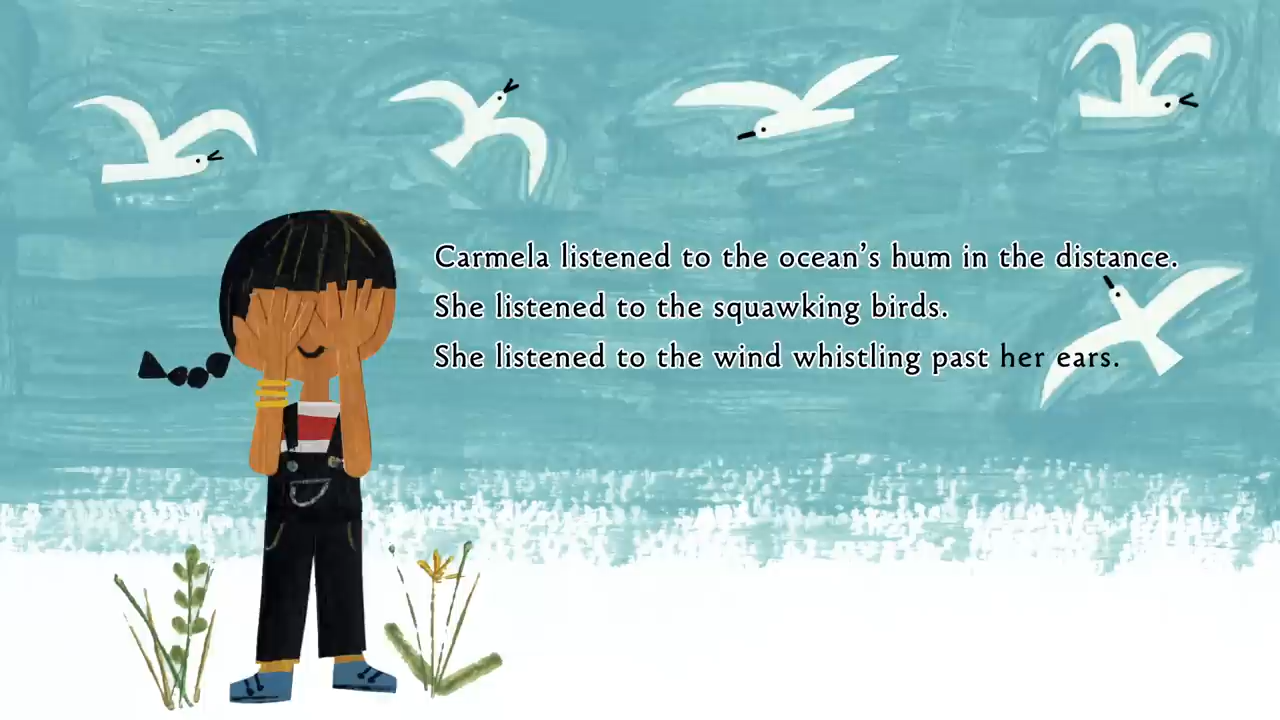 Carmela listened to the ocean’s hum in the distance.
She listened to the squawking birds.
She listened to the wind whistling past her ears.